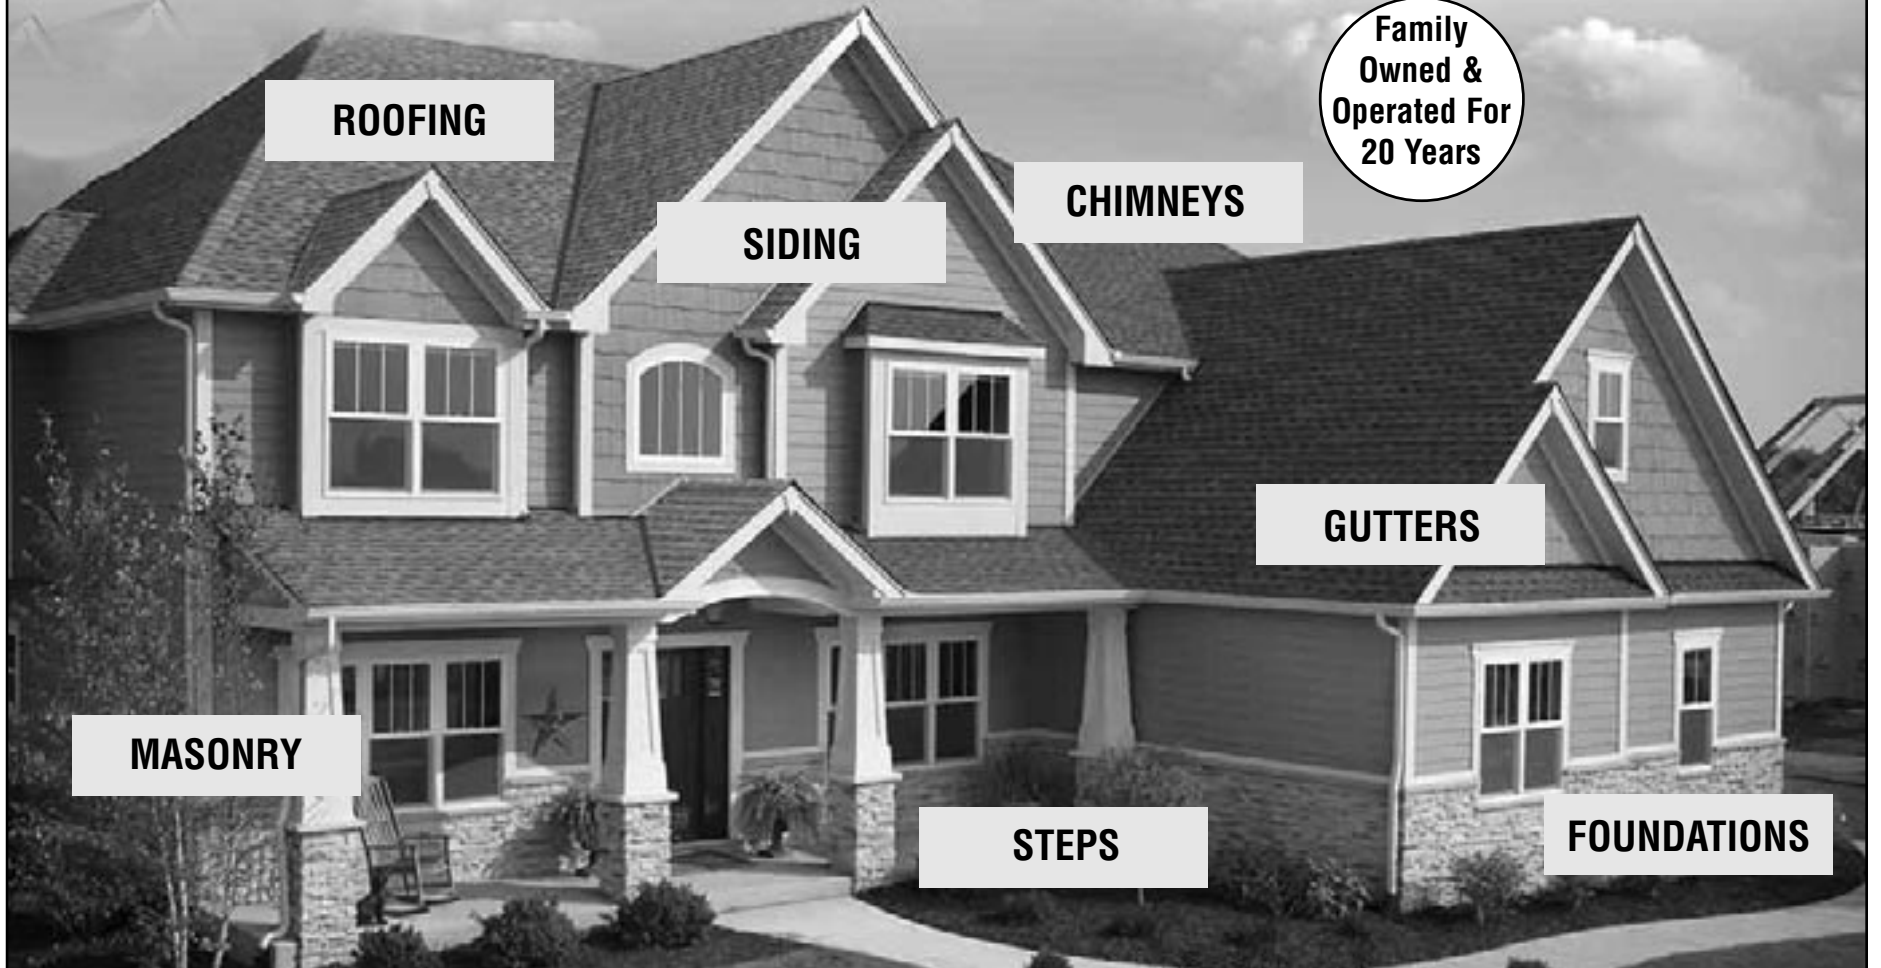 Family
Owned &
Operated For
20 Years
ROOFING
CHIMNEYS
SIDING
GUTTERS
MASONRY
STEPS
FOUNDATIONS